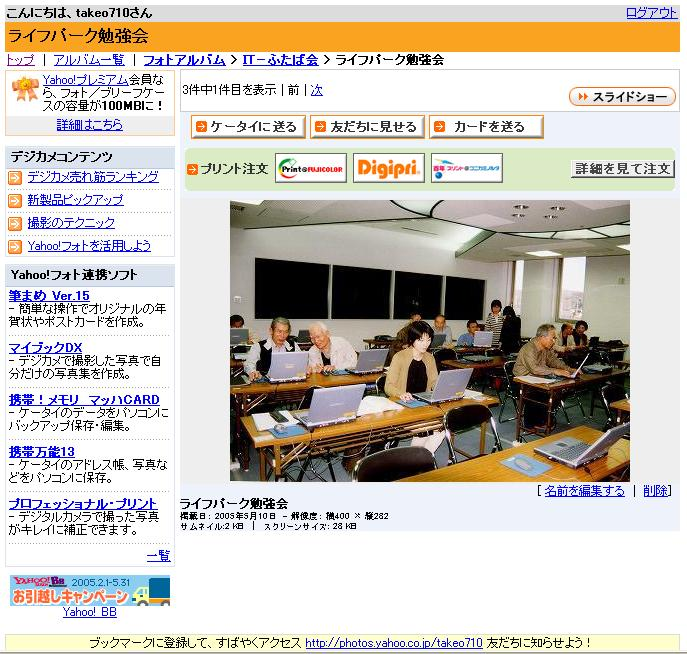 こんにちは、takeo710さん
ログアウト
ライフパーク勉強会
トップ | アルバム一覧 | フォトアルバム > IT-ふたば会 > ライフパーク勉強会
Yahoo!プレミアム会員な
ら、フォト／ブリーフケー
スの容量が100MBに！
詳細はこちら
デジカメコンテンツ
デジカメ売れ筋ランキング
新製品ピックアップ
撮影のテクニック
Yahoo!フォトを活用しよう
Yahoo!フォト連携ソフト
筆まめ Ver.15
- 簡単な操作でオリジナルの年
賀状やポストカードを作成。
マイブックDX
- デジカメで撮影した写真で自
分だけの写真集を作成。
携帯！メモリ マッハCARD
- ケータイのデータをパソコンに
バックアップ保存・編集。
携帯万能13
- ケータイのアドレス帳、写真な
どをパソコンに保存。
プロフェッショナル・プリント
- デジタルカメラで撮った写真
がキレイに補正できます。
一覧
YAHOO! BB 2005.2.1-5.31
お引越しキャンペーン
Yahoo! BB
3件中1件目を表示 | 前 | 次
スライドショー
ケータイに送る
友だちに見せる
カードを送る
プリント注文
Print@FUJICOLOR
Digipri
百年プリント@コニカミノルタ
詳細を見て注文
[ 名前を編集する | 削除]
ライフパーク勉強会
掲載日: 2005年5月10日 - 解像度: 横400 × 縦282
サムネイル:2 KB | スクリーンサイズ: 28 KB
ブックマークに登録して、すばやくアクセス http://photos.yahoo.co.jp/takeo710 友だちに知らせよう！